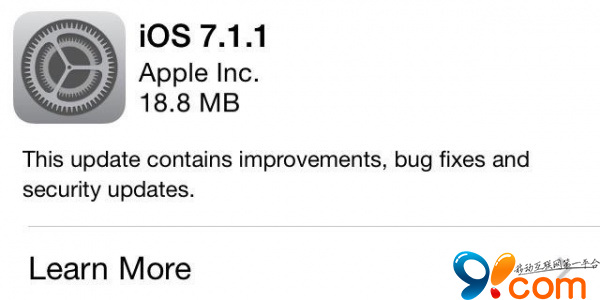 iOS 7.1.1
Apple Inc.
18.8 MB
This update contains improvements, bug fixes and
security updates.
Learn More
移动互联网第一平台
9!com